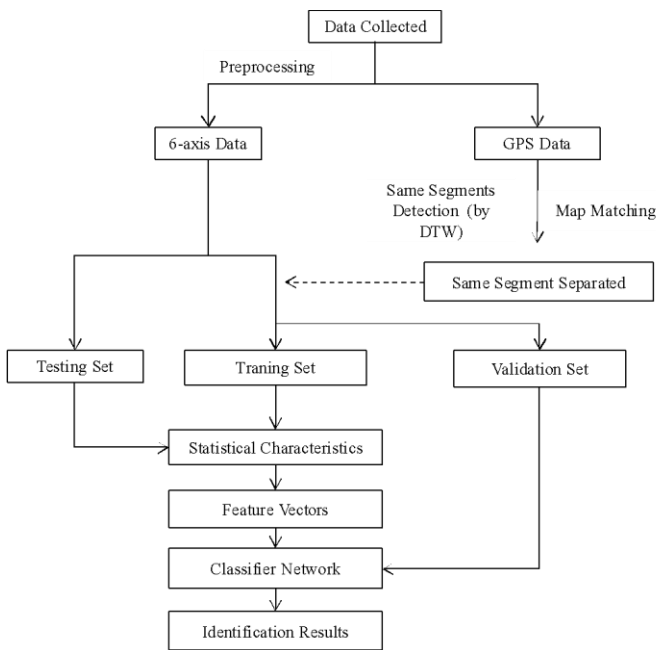 Data Collected
Preprocessing
6-axis Data
GPS Data
Same Segments
Detection (by
DTW)
Map Matching
Same Segment Separated
Testing Set
Traning Set
Validation Set
Statistical Characteristics
Feature Vectors
Classifier Network
Identification Results